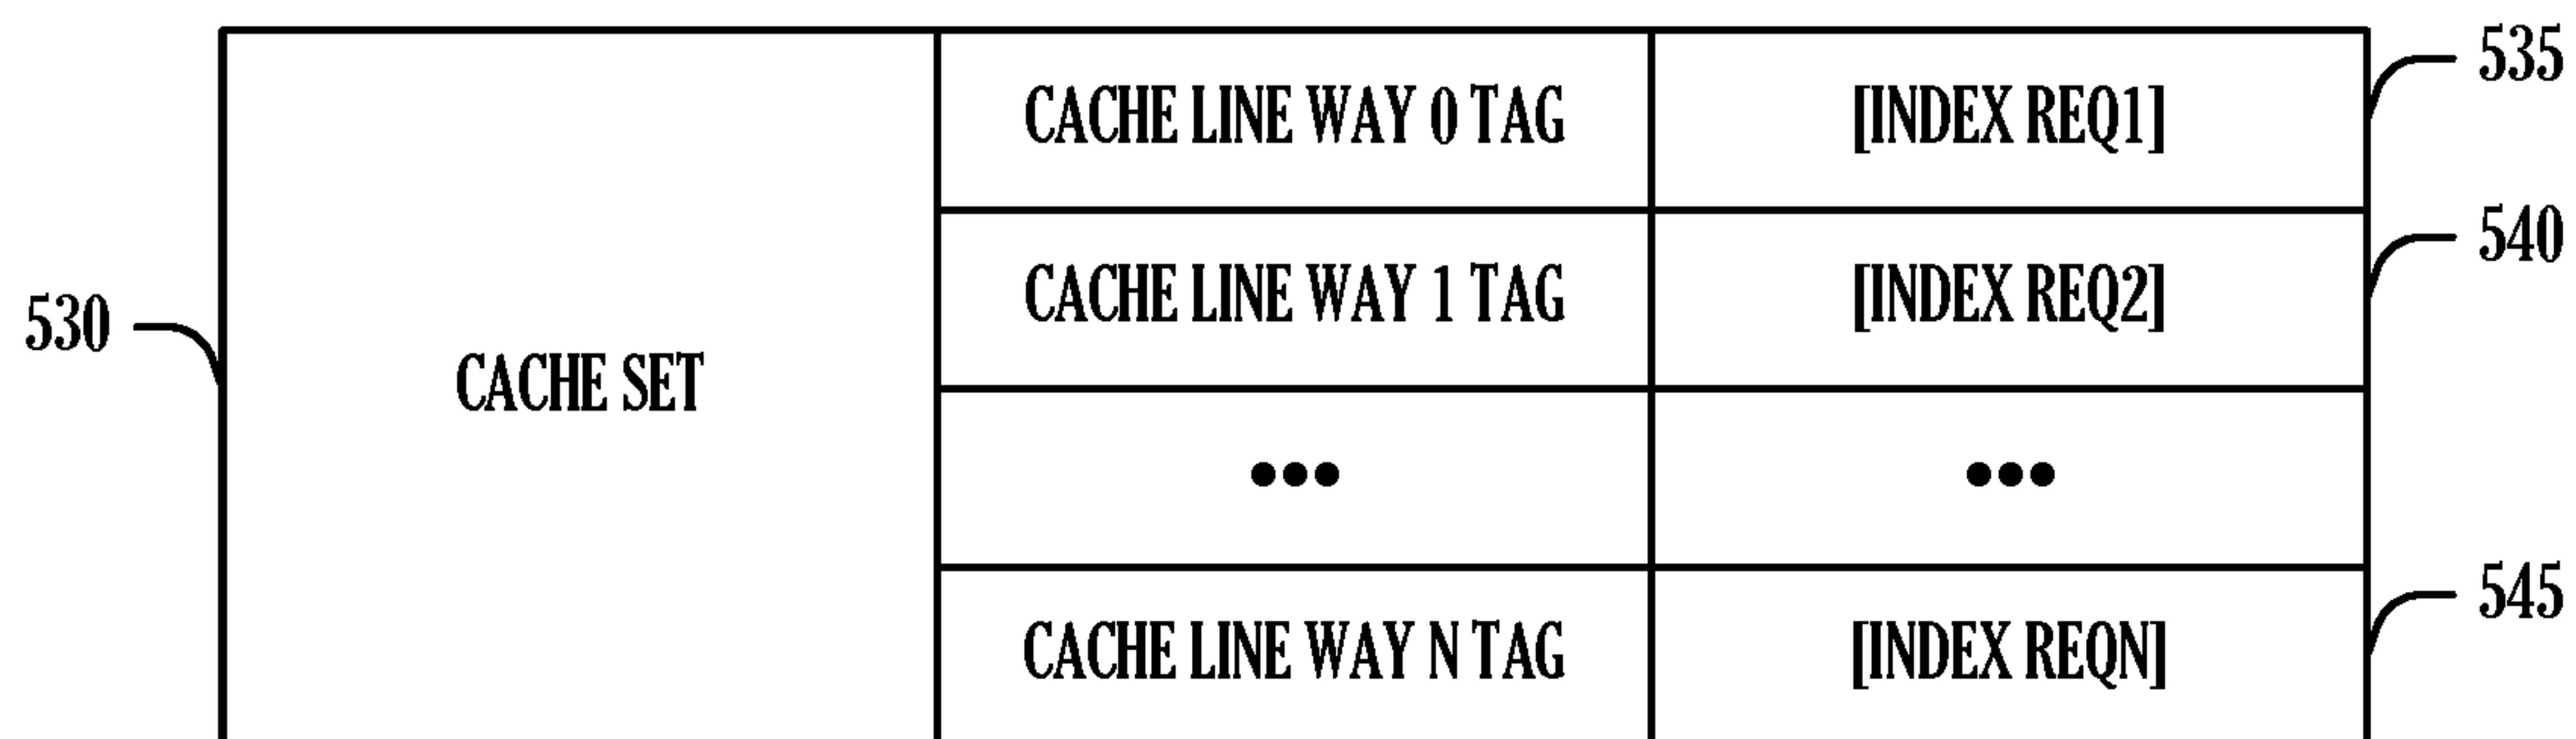 535
CACHE LINE WAY 0 TAG [INDEX REQ1]
540
CACHE LINE WAY 1 TAG [INDEX REQ2]
530
CACHE SET
••• •••
545
CACHE LINE WAY N TAG [INDEX REQN]